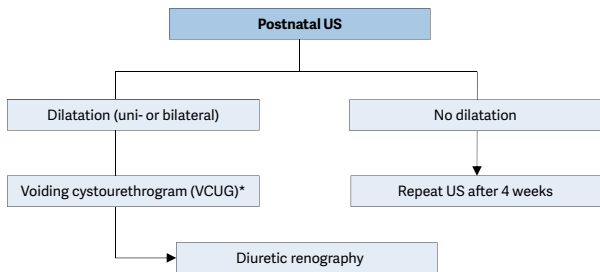 Postnatal US
Dilatation (uni- or bilateral)
No dilatation
Voiding cystourethrogram (VCUG)*
Repeat US after 4 weeks
Diuretic renography